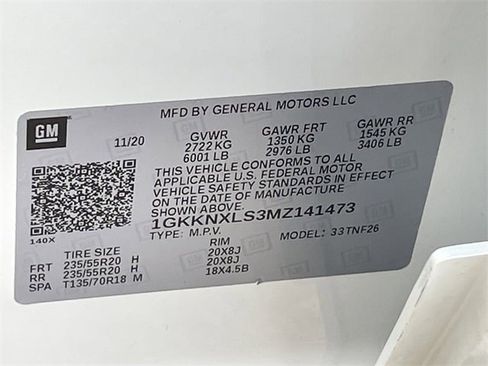 MFD BY GENERAL MOTORS LLC
GM
11/20 GVWR GAWR FRT GAWR RR
2722 KG 1350 KG 1545 KG
6001 LB 2976 LB 3406 LB
THIS VEHICLE CONFORMS TO ALL
APPLICABLE U.S. FEDERAL MOTOR
VEHICLE SAFETY STANDARDS IN EFFECT
ON THE DATE OF MANUFACTURE
SHOWN ABOVE.
1GKKNXLS3MZ141473
140X
TYPE: M.P.V. MODEL: 33TNF26
TIRE SIZE RIM
FRT 235/55R20 H 20X8J
RR 235/55R20 H 20X8J
SPA T135/70R18 M 18X4.5B